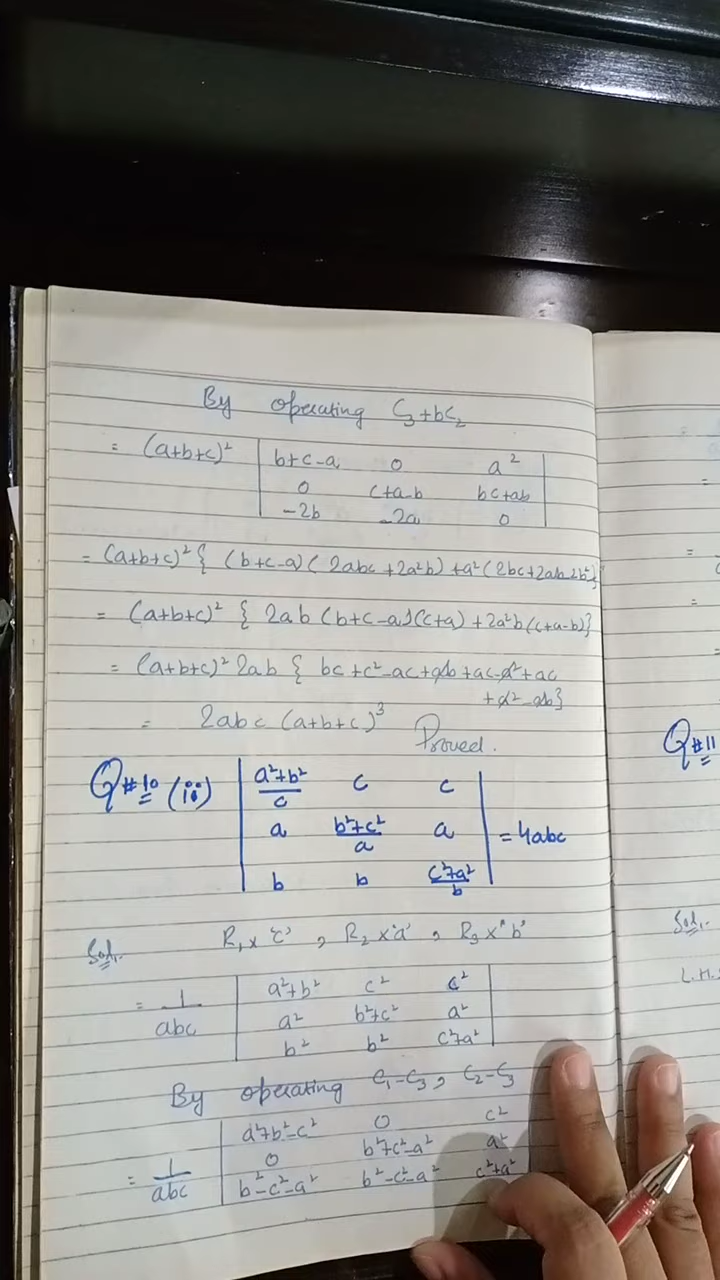 By operating C₃+bC₂
= (a+b+c)² | b+c-a 0 a² |
| 0 c+a-b bc+ab |
| -2b -2a 0 |
= (a+b+c)² { (b+c-a)(2abc+2a²b) + a²(2bc+2ab-2b²)}
= (a+b+c)² { 2ab (b+c-a)(c+a) + 2a²b(c+a-b)}
= (a+b+c)² 2ab { bc+c²-ac+ab+ac-a²+ac
+a²-ab}
= 2abc (a+b+c)³ Proved.
Q#10 (ii) | (a²+b²)/c c c |
| a (b²+c²)/a a | = 4abc
| b b (c²+a²)/b |
Sol. R₁ x 'c' , R₂ x 'a' , R₃ x 'b'
= 1/abc | a²+b² c² c² |
| a² b²+c² a² |
| b² b² c²+a² |
By operating C₁-C₃, C₂-C₃
= 1/abc | a²+b²-c² 0 c² |
| 0 b²+c²-a² a² |
| b²-c²-a² b²-c²-a² c²+a² |
Q#11
Sol.
L.H.S